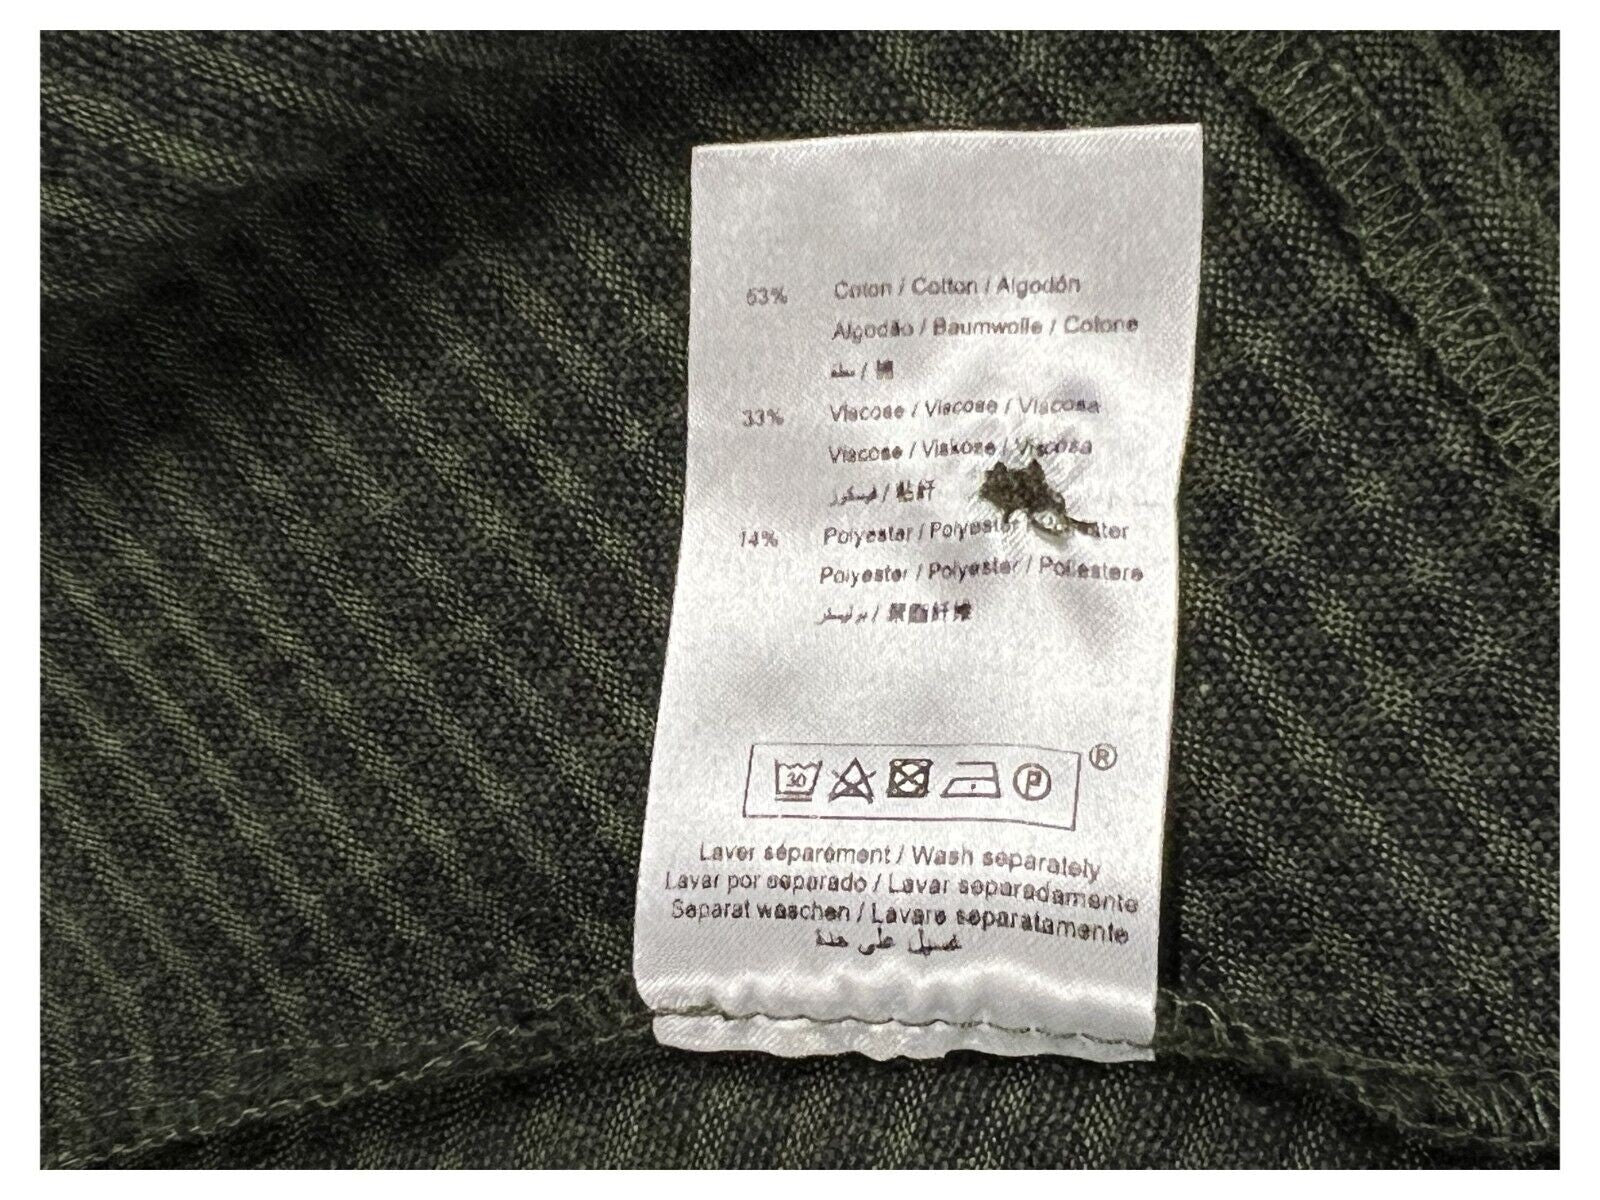 53% Coton / Cotton / Algodón
Algodão / Baumwolle / Cotone
قطن / 棉
33% Viscose / Viscose / Viscosa
Viscose / Viskose / Viscosa
فيسكوز / 粘纤
14% Polyester / Polyester /
Polyester / Polyester / Poliestere
بوليستر / 聚酯纤维
30 P ®
Laver séparément / Wash separately
Lavar por separado / Lavar separadamente
Separat waschen / Lavare separatamente
غسيل على حدة